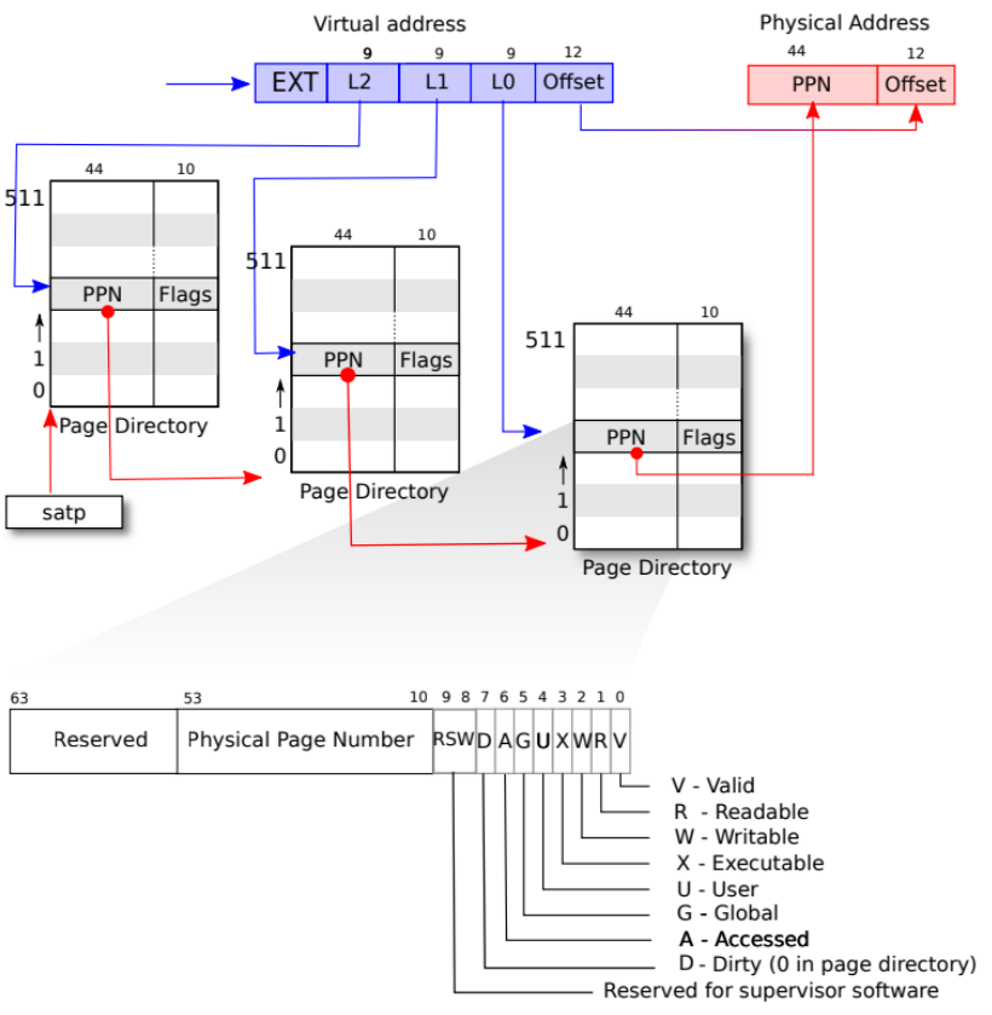 Virtual address
Physical Address
9 9 9 12
44 12
EXT L2 L1 L0 Offset
PPN Offset
44 10
511
PPN Flags
1
0
Page Directory
satp
44 10
511
PPN Flags
1
0
Page Directory
44 10
511
PPN Flags
1
0
Page Directory
63 53 10 9 8 7 6 5 4 3 2 1 0
Reserved Physical Page Number RSW D A G U X W R V
V - Valid
R - Readable
W - Writable
X - Executable
U - User
G - Global
A - Accessed
D - Dirty (0 in page directory)
Reserved for supervisor software